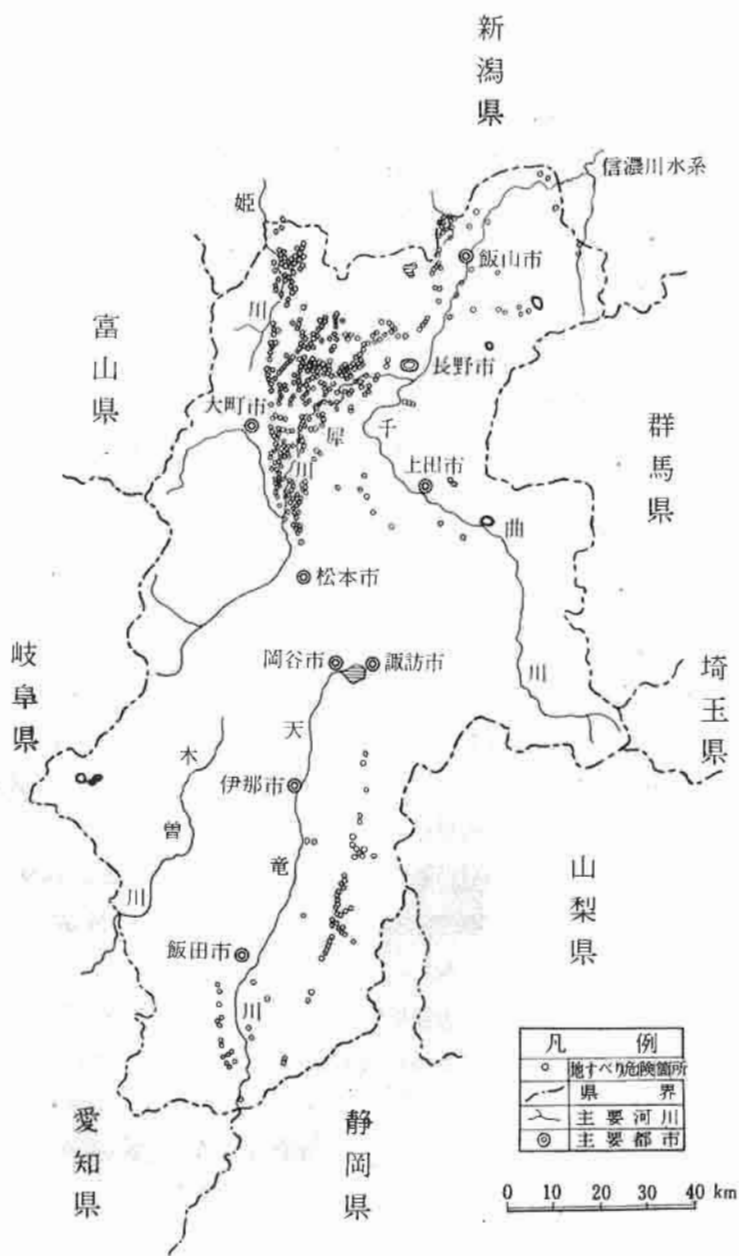 新潟県
信濃川水系
姫川
飯山市
富山県
長野市
大町市
犀川
千曲川
群馬県
上田市
松本市
岐阜県
岡谷市
諏訪市
埼玉県
木曽川
天竜川
伊那市
山梨県
飯田市
愛知県
静岡県
凡例
地すべり危険箇所
県界
主要河川
主要都市
0 10 20 30 40 km